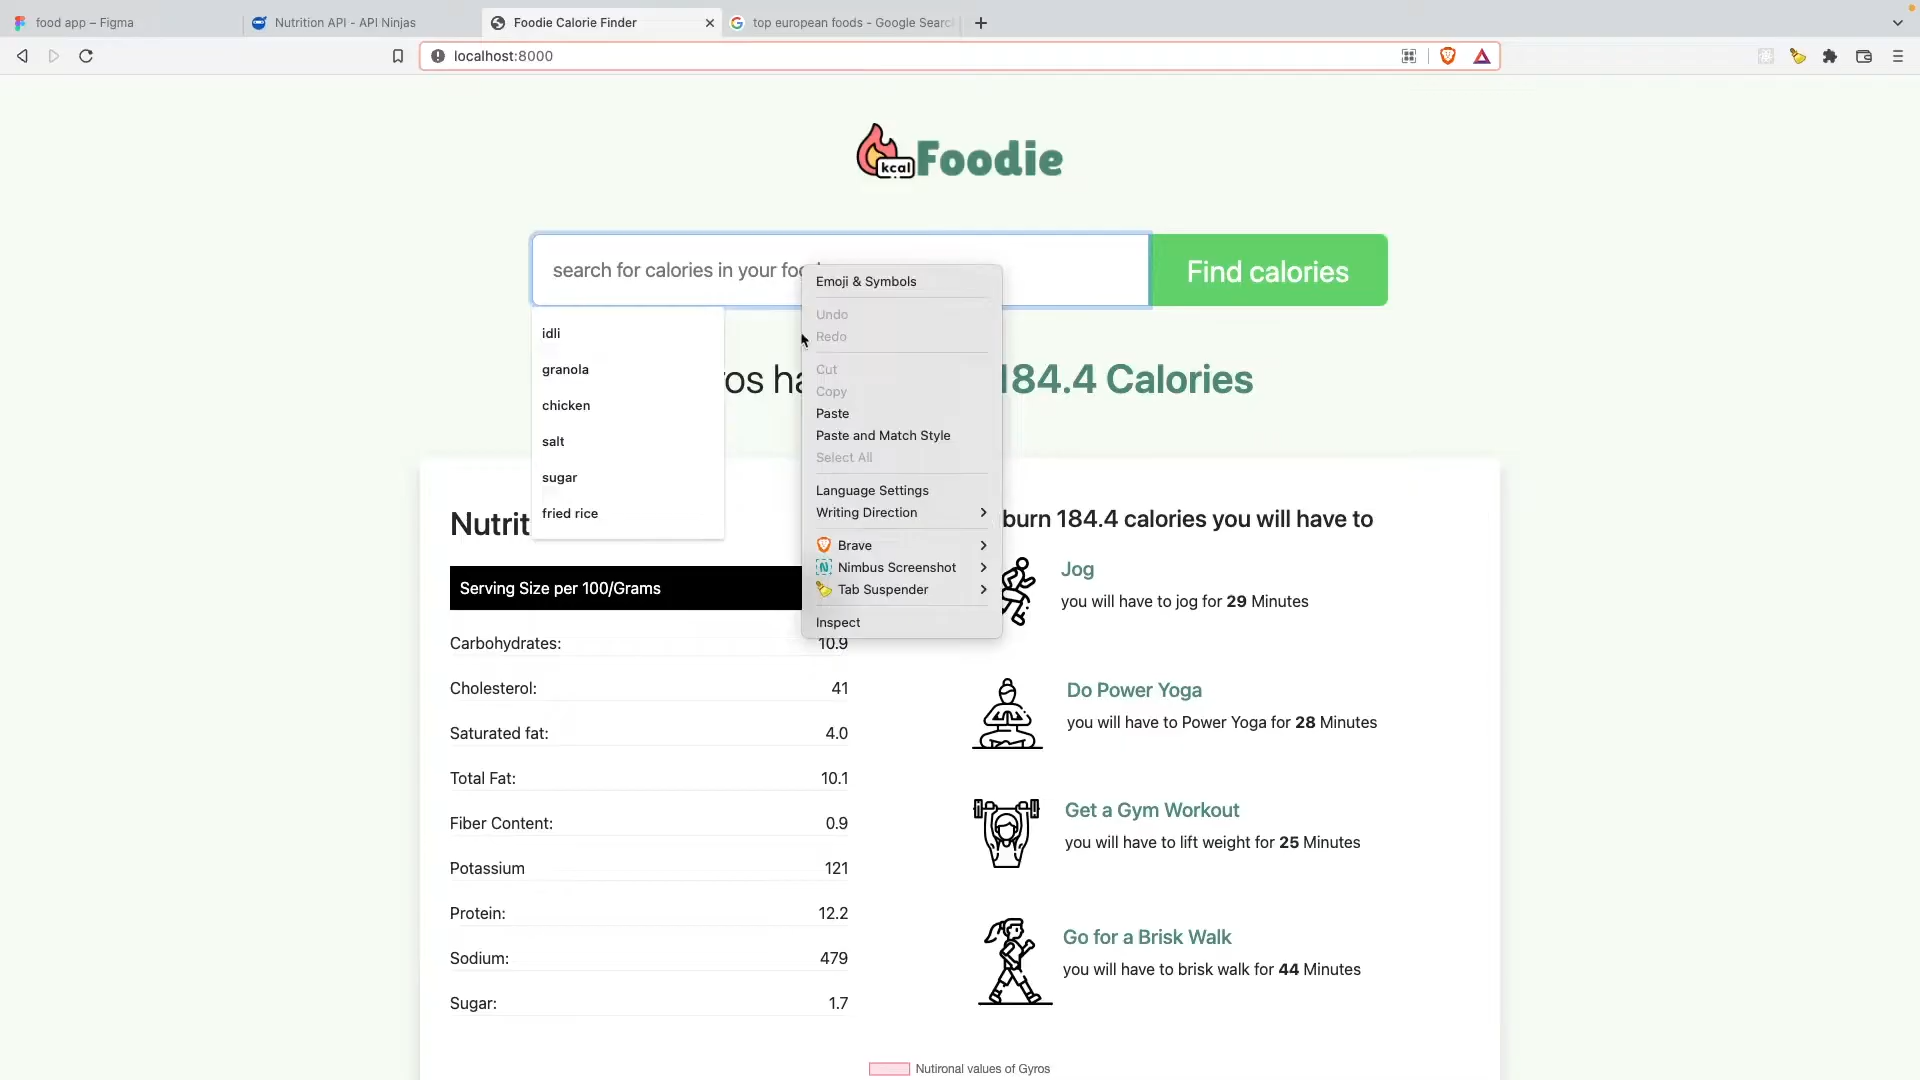 food app – Figma
Nutrition API - API Ninjas
Foodie Calorie Finder
top european foods - Google Searc
localhost:8000
kcal Foodie
search for calories in your foo
Find calories
Emoji & Symbols
Undo
Redo
Cut
Copy
Paste
Paste and Match Style
Select All
Language Settings
Writing Direction
Brave
Nimbus Screenshot
Tab Suspender
Inspect
idli
granola
chicken
salt
sugar
fried rice
ros ha 184.4 Calories
Nutrit
Serving Size per 100/Grams
Carbohydrates: 10.9
Cholesterol: 41
Saturated fat: 4.0
Total Fat: 10.1
Fiber Content: 0.9
Potassium 121
Protein: 12.2
Sodium: 479
Sugar: 1.7
burn 184.4 calories you will have to
Jog
you will have to jog for 29 Minutes
Do Power Yoga
you will have to Power Yoga for 28 Minutes
Get a Gym Workout
you will have to lift weight for 25 Minutes
Go for a Brisk Walk
you will have to brisk walk for 44 Minutes
Nutironal values of Gyros